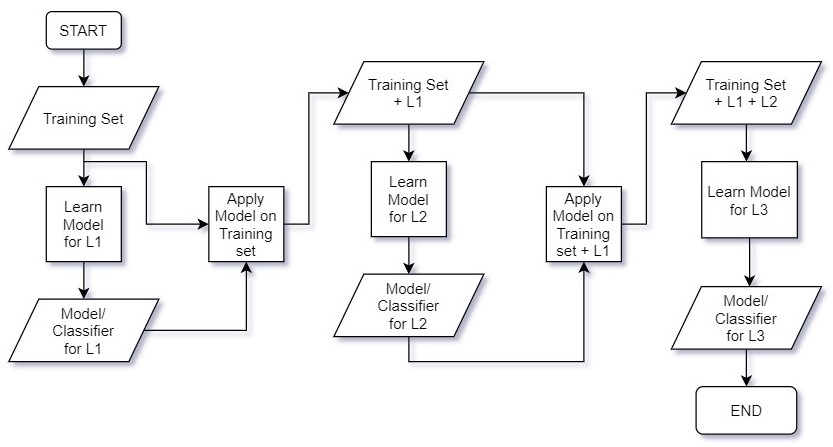 START
Training Set
Learn
Model
for L1
Model/
Classifier
for L1
Apply
Model on
Training
set
Training Set
+ L1
Learn
Model
for L2
Model/
Classifier
for L2
Apply
Model on
Training
set + L1
Training Set
+ L1 + L2
Learn Model
for L3
Model/
Classifier
for L3
END